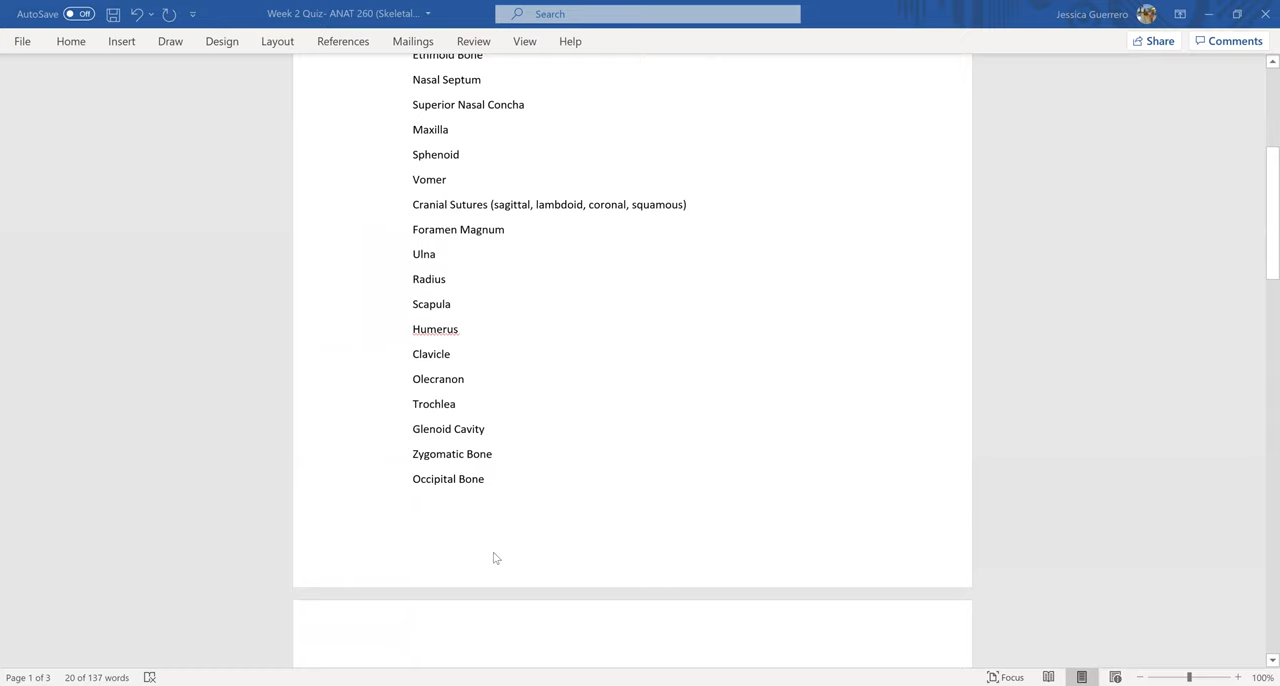 AutoSave Off Week 2 Quiz- ANAT 260 (Skeletal... Search Jessica Guerrero
File Home Insert Draw Design Layout References Mailings Review View Help Share Comments
Ethmoid Bone
Nasal Septum
Superior Nasal Concha
Maxilla
Sphenoid
Vomer
Cranial Sutures (sagittal, lambdoid, coronal, squamous)
Foramen Magnum
Ulna
Radius
Scapula
Humerus
Clavicle
Olecranon
Trochlea
Glenoid Cavity
Zygomatic Bone
Occipital Bone
Page 1 of 3 20 of 137 words Focus 100%